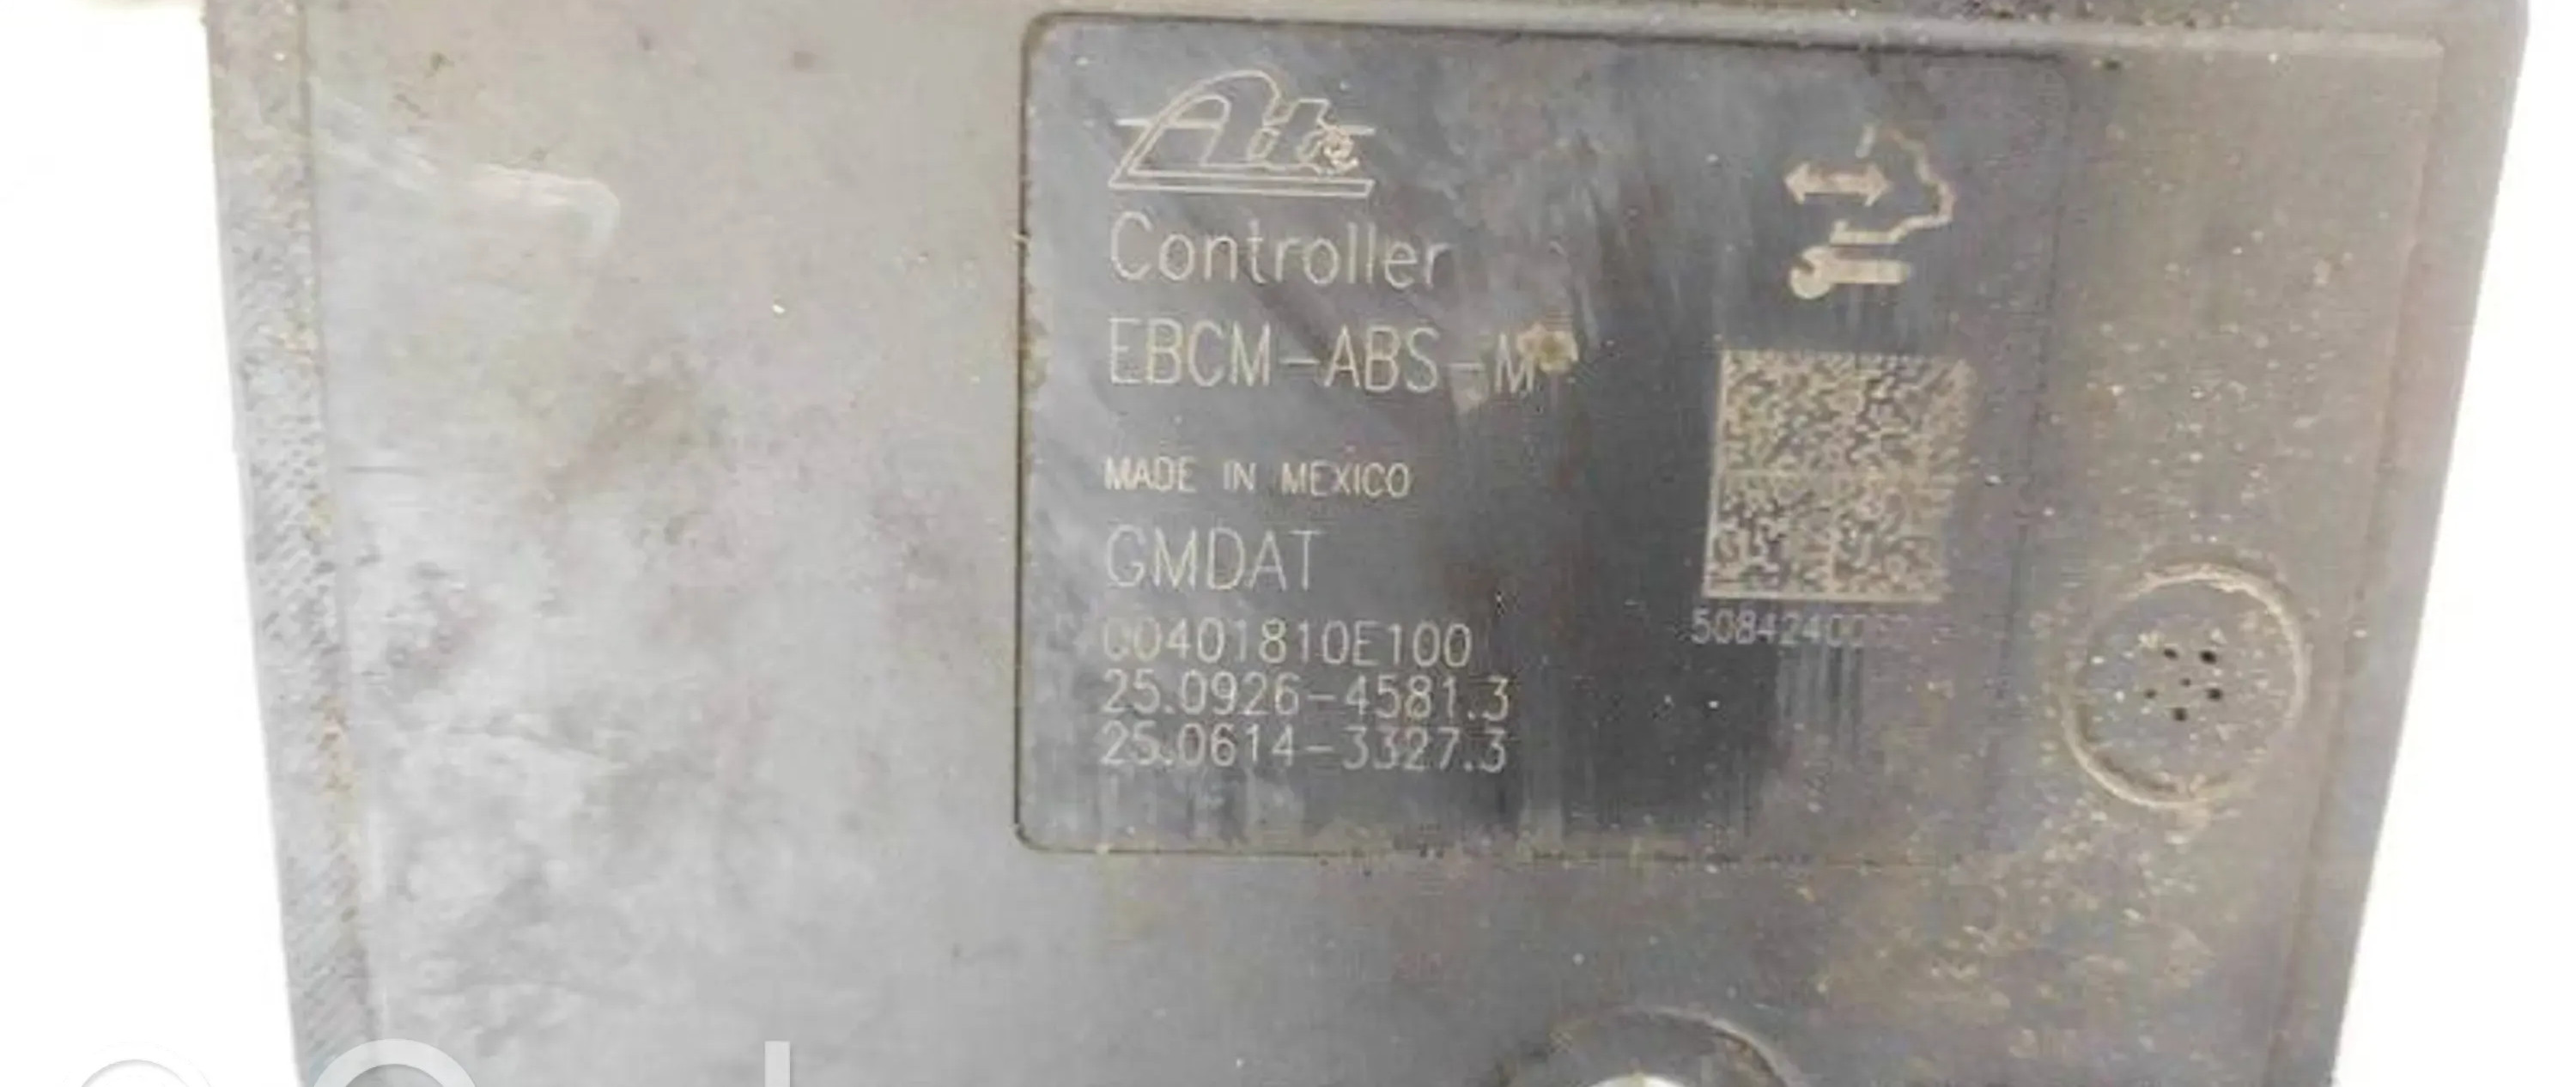 Ate
Controller
EBCM-ABS-M
MADE IN MEXICO
GMDAT
00401810E100
25.0926-4581.3
25.0614-3327.3